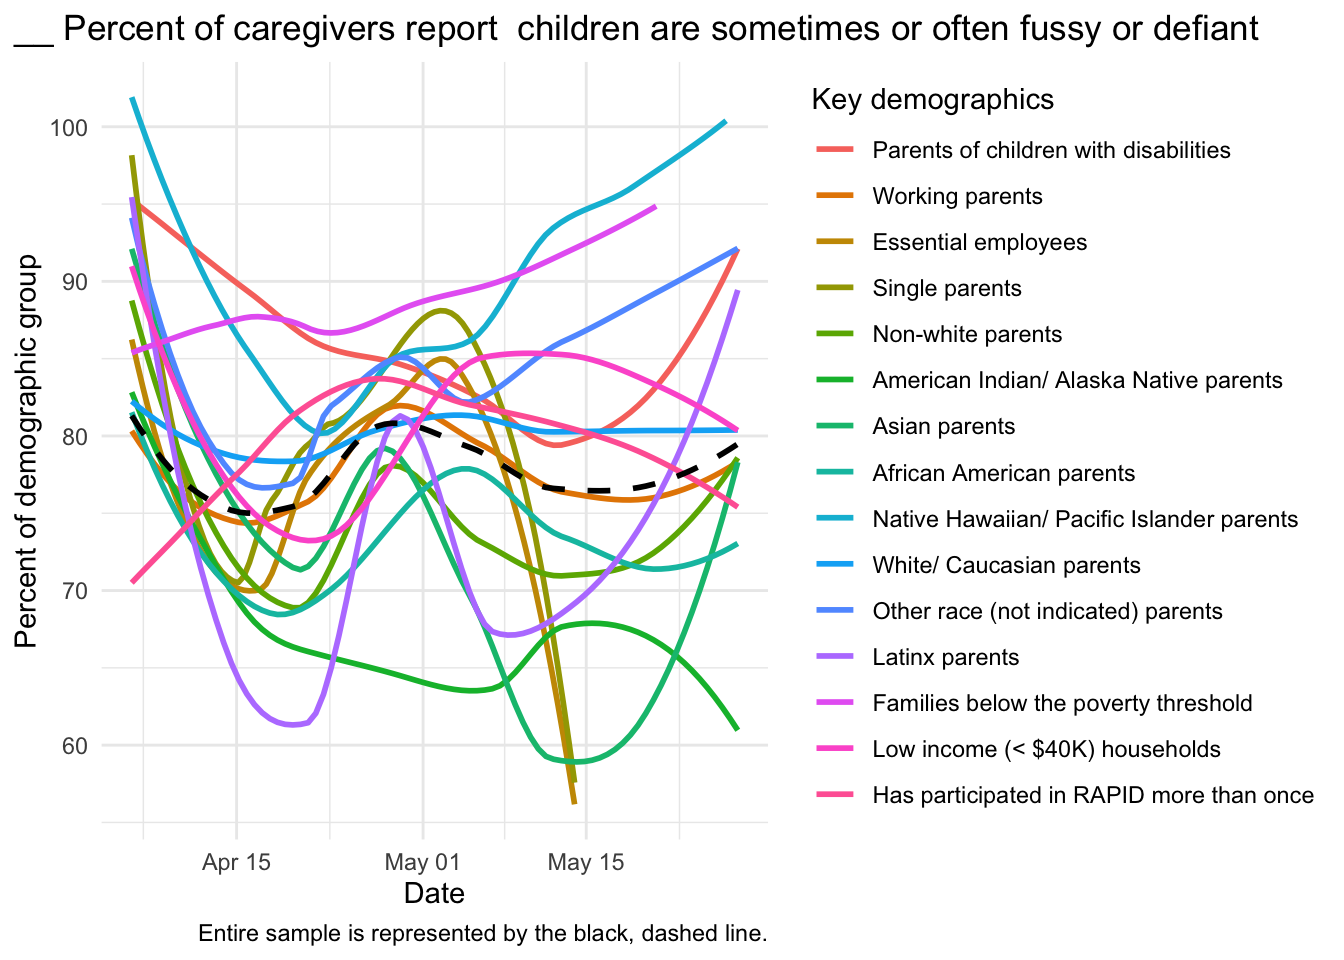 __ Percent of caregivers report  children are sometimes or often fussy or defiant
Percent of demographic group
100
90
80
70
60
Apr 15
May 01
May 15
Date
Key demographics
Parents of children with disabilities
Working parents
Essential employees
Single parents
Non-white parents
American Indian/ Alaska Native parents
Asian parents
African American parents
Native Hawaiian/ Pacific Islander parents
White/ Caucasian parents
Other race (not indicated) parents
Latinx parents
Families below the poverty threshold
Low income (< $40K) households
Has participated in RAPID more than once
Entire sample is represented by the black, dashed line.